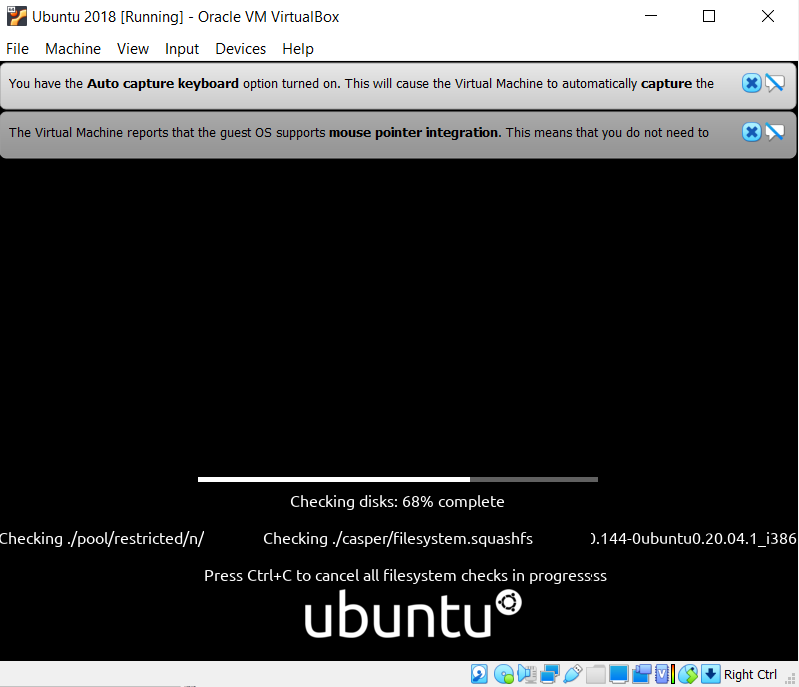 Ubuntu 2018 [Running] - Oracle VM VirtualBox
File Machine View Input Devices Help
You have the Auto capture keyboard option turned on. This will cause the Virtual Machine to automatically capture the
The Virtual Machine reports that the guest OS supports mouse pointer integration. This means that you do not need to
Checking disks: 68% complete
Checking ./pool/restricted/n/ Checking ./casper/filesystem.squashfs 0.144-0ubuntu0.20.04.1_i386
Press Ctrl+C to cancel all filesystem checks in progress:ss
ubuntu
Right Ctrl